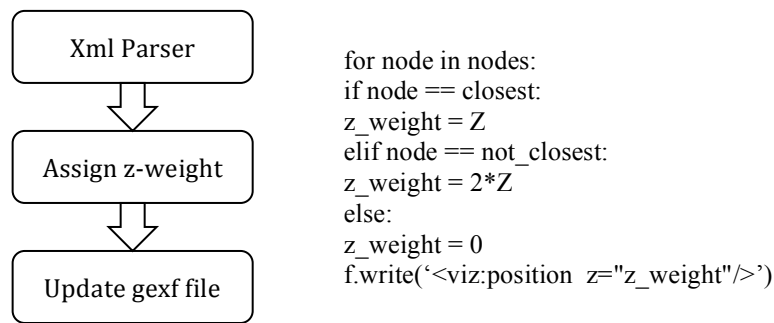 Xml Parser
Assign z-weight
Update gexf file
for node in nodes:
if node == closest:
z_weight = Z
elif node == not_closest:
z_weight = 2*Z
else:
z_weight = 0
f.write(‘<viz:position  z="z_weight"/>’)